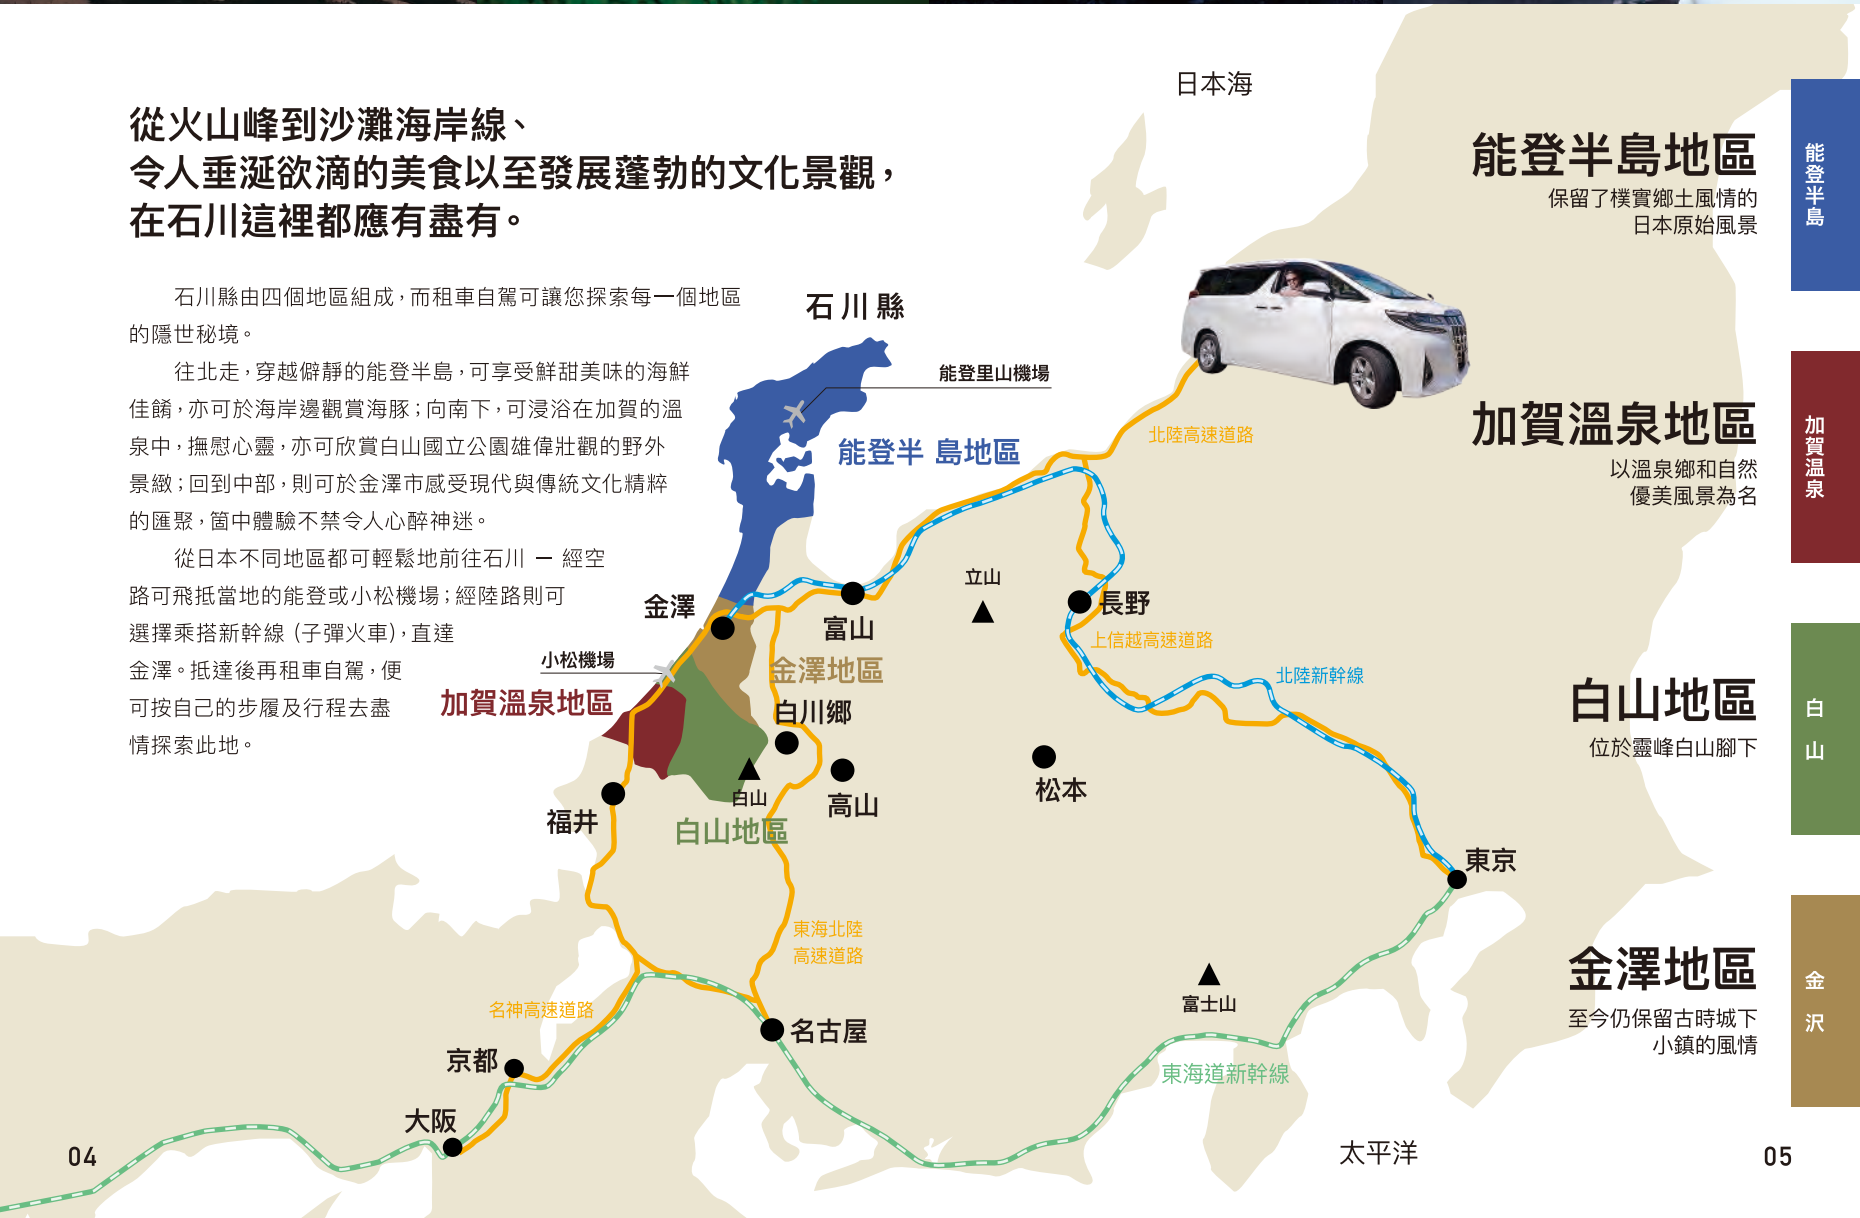 從火山峰到沙灘海岸線、
令人垂涎欲滴的美食以至發展蓬勃的文化景觀，
在石川這裡都應有盡有。
石川縣由四個地區組成，而租車自駕可讓您探索每一個地區
的隱世秘境。
往北走，穿越僻靜的能登半島，可享受鮮甜美味的海鮮
佳餚，亦可於海岸邊觀賞海豚；向南下，可浸浴在加賀的溫
泉中，撫慰心靈，亦可欣賞白山國立公園雄偉壯觀的野外
景緻；回到中部，則可於金澤市感受現代與傳統文化精粹
的匯聚，箇中體驗不禁令人心醉神迷。
從日本不同地區都可輕鬆地前往石川 － 經空
路可飛抵當地的能登或小松機場；經陸路則可
選擇乘搭新幹線（子彈火車），直達
金澤。抵達後再租車自駕，便
可按自己的步履及行程去盡
情探索此地。
日本海
石川縣
能登里山機場
能登半 島地區
北陸高速道路
立山
金澤
富山
長野
小松機場
金澤地區
上信越高速道路
北陸新幹線
加賀溫泉地區
白川鄉
白山
高山
松本
福井
白山地區
東京
東海北陸
高速道路
名神高速道路
富士山
名古屋
京都
東海道新幹線
大阪
太平洋
能登半島地區
保留了樸實鄉土風情的
日本原始風景
加賀溫泉地區
以溫泉鄉和自然
優美風景為名
白山地區
位於靈峰白山腳下
金澤地區
至今仍保留古時城下
小鎮的風情
能登半島
加賀温泉
白山
金沢
04
05